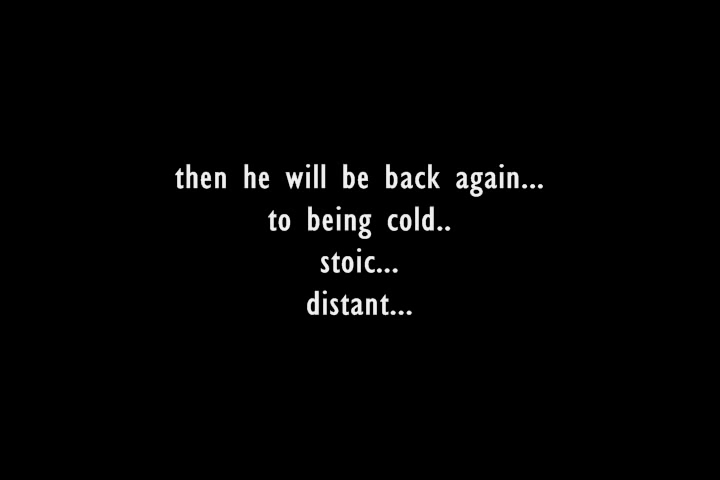 then he will be back again...
to being cold..
stoic...
distant...